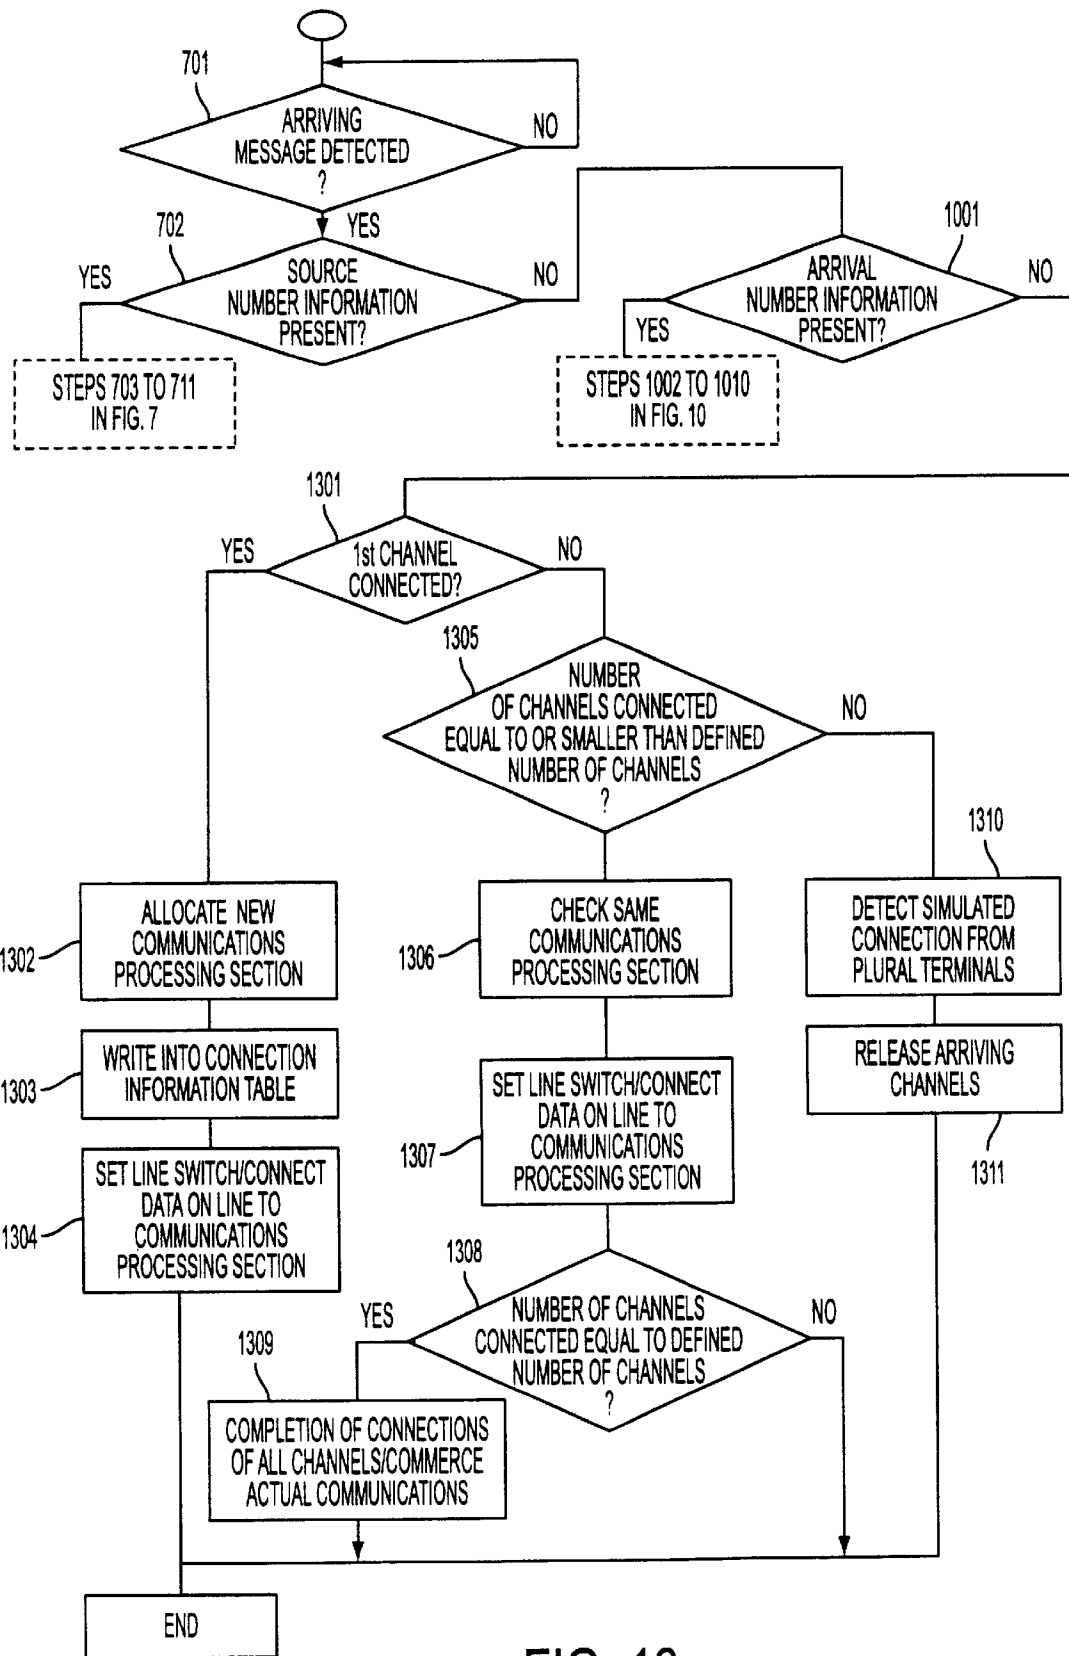 701
ARRIVING
MESSAGE DETECTED
?
NO
YES
702
SOURCE
NUMBER INFORMATION
PRESENT?
YES
NO
1001
ARRIVAL
NUMBER INFORMATION
PRESENT?
NO
YES
STEPS 703 TO 711
IN FIG. 7
STEPS 1002 TO 1010
IN FIG. 10
1301
1st CHANNEL
CONNECTED?
YES
NO
1305
NUMBER
OF CHANNELS CONNECTED
EQUAL TO OR SMALLER THAN DEFINED
NUMBER OF CHANNELS
?
NO
1310
ALLOCATE NEW
COMMUNICATIONS
PROCESSING SECTION
1302
CHECK SAME
COMMUNICATIONS
PROCESSING SECTION
1306
DETECT SIMULATED
CONNECTION FROM
PLURAL TERMINALS
WRITE INTO CONNECTION
INFORMATION TABLE
1303
SET LINE SWITCH/CONNECT
DATA ON LINE TO
COMMUNICATIONS
PROCESSING SECTION
1307
RELEASE ARRIVING
CHANNELS
1311
SET LINE SWITCH/CONNECT
DATA ON LINE TO
COMMUNICATIONS
PROCESSING SECTION
1304
1308
NUMBER OF CHANNELS
CONNECTED EQUAL TO DEFINED
NUMBER OF CHANNELS
?
YES
NO
1309
COMPLETION OF CONNECTIONS
OF ALL CHANNELS/COMMERCE
ACTUAL COMMUNICATIONS
END